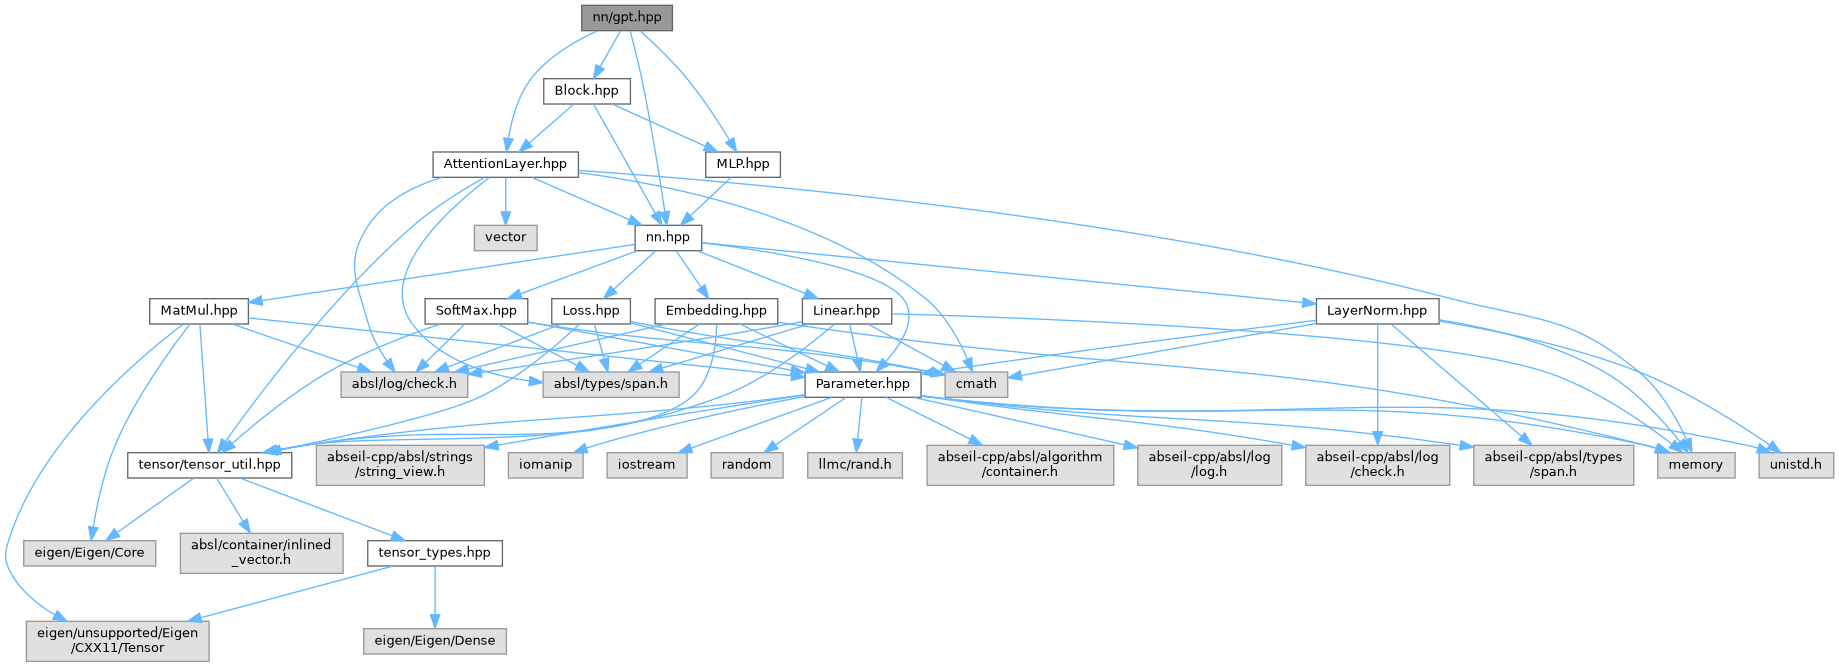 nn/gpt.hpp
Block.hpp
AttentionLayer.hpp
MLP.hpp
vector
nn.hpp
MatMul.hpp
SoftMax.hpp
Loss.hpp
Embedding.hpp
Linear.hpp
LayerNorm.hpp
absl/log/check.h
absl/types/span.h
Parameter.hpp
cmath
tensor/tensor_util.hpp
abseil-cpp/absl/strings
/string_view.h
iomanip
iostream
random
llmc/rand.h
abseil-cpp/absl/algorithm
/container.h
abseil-cpp/absl/log
/log.h
abseil-cpp/absl/log
/check.h
abseil-cpp/absl/types
/span.h
memory
unistd.h
eigen/Eigen/Core
absl/container/inlined
_vector.h
tensor_types.hpp
eigen/unsupported/Eigen
/CXX11/Tensor
eigen/Eigen/Dense